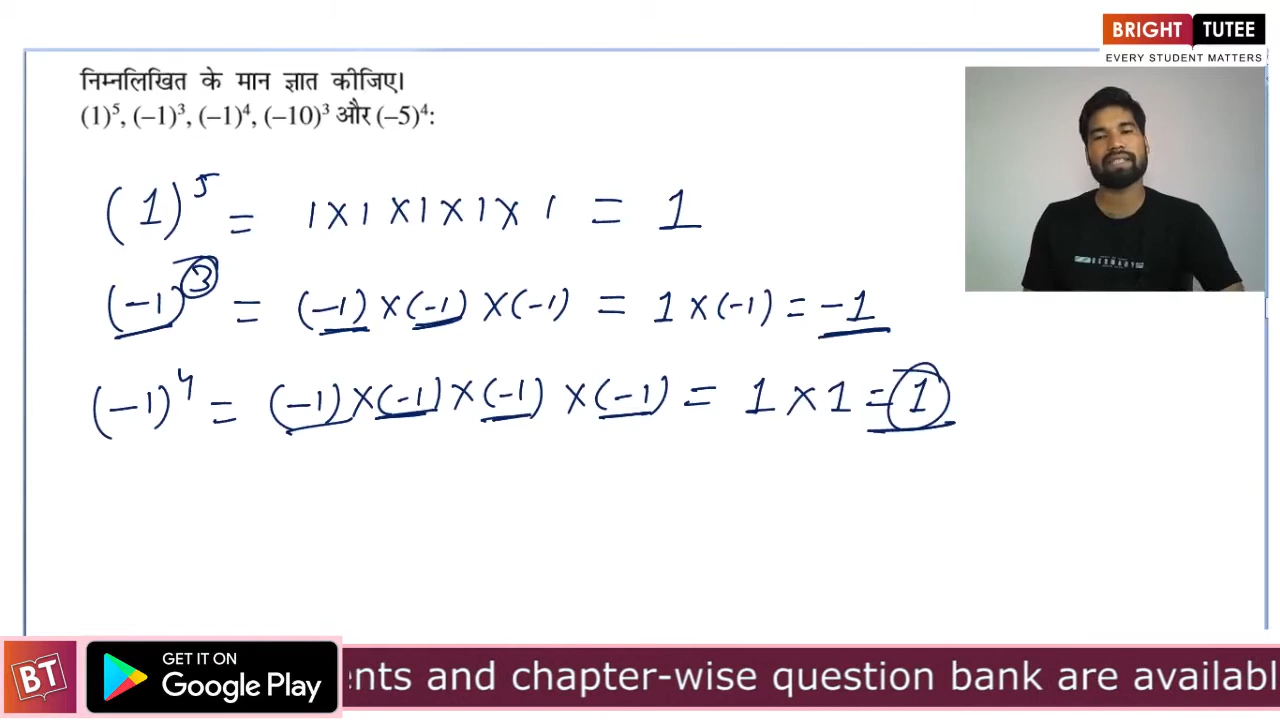 BRIGHT TUTEE
EVERY STUDENT MATTERS
निम्नलिखित के मान ज्ञात कीजिए।
(1)⁵, (–1)³, (–1)⁴, (–10)³ और (–5)⁴:
(1)⁵ = 1×1×1×1×1 = 1
(-1)³ = (-1)×(-1)×(-1) = 1×(-1) = -1
(-1)⁴ = (-1)×(-1)×(-1)×(-1) = 1×1 = 1
BT
GET IT ON
Google Play
and chapter-wise question bank are